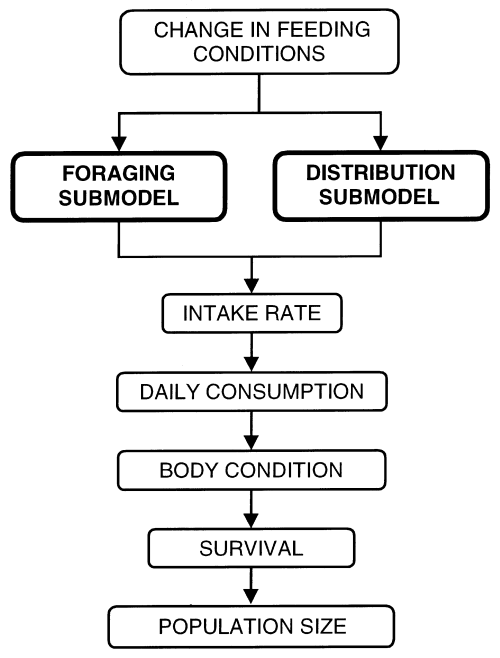 CHANGE IN FEEDING
CONDITIONS
FORAGING
SUBMODEL
DISTRIBUTION
SUBMODEL
INTAKE RATE
DAILY CONSUMPTION
BODY CONDITION
SURVIVAL
POPULATION SIZE